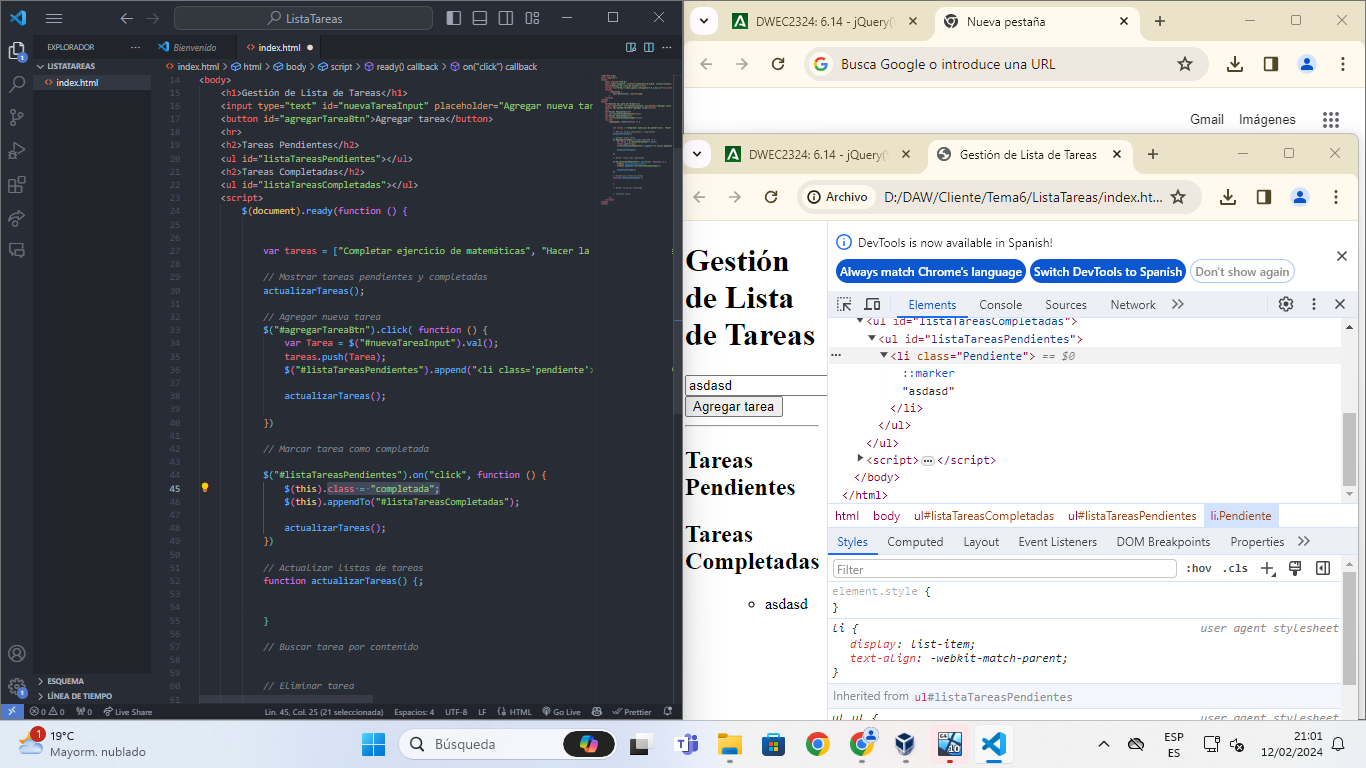 ListaTareas
EXPLORADOR
LISTATAREAS
index.html
ESQUEMA
LÍNEA DE TIEMPO
Bienvenido
index.html
index.html > html > body > script > ready() callback > on("click") callback
14 <body>
15 <h1>Gestión de Lista de Tareas</h1>
16 <input type="text" id="nuevaTareaInput" placeholder="Agregar nueva tar
17 <button id="agregarTareaBtn">Agregar tarea</button>
18 <hr>
19 <h2>Tareas Pendientes</h2>
20 <ul id="listaTareasPendientes"></ul>
21 <h2>Tareas Completadas</h2>
22 <ul id="listaTareasCompletadas"></ul>
23 <script>
24 $(document).ready(function () {
25
26
27 var tareas = ["Completar ejercicio de matemáticas", "Hacer la
28
29 // Mostrar tareas pendientes y completadas
30 actualizarTareas();
31
32 // Agregar nueva tarea
33 $("#agregarTareaBtn").click( function () {
34 var Tarea = $("#nuevaTareaInput").val();
35 tareas.push(Tarea);
36 $("#listaTareasPendientes").append("<li class='pendiente'>
37
38 actualizarTareas();
39
40 })
41
42 // Marcar tarea como completada
43
44 $("#listaTareasPendientes").on("click", function () {
45 $(this).class = "completada";
46 $(this).appendTo("#listaTareasCompletadas");
47
48 actualizarTareas();
49 })
50
51 // Actualizar listas de tareas
52 function actualizarTareas() {;
53
54
55 }
56
57 // Buscar tarea por contenido
58
59
60 // Eliminar tarea
61
0 0 0 Live Share Lín. 45, Col. 25 (21 seleccionada) Espacios: 4 UTF-8 LF HTML Go Live Prettier
DWEC2324: 6.14 - jQuery(
Nueva pestaña
Busca Google o introduce una URL
Gmail Imágenes
DWEC2324: 6.14 - jQuery(
Gestión de Lista de Tareas
Archivo D:/DAW/Cliente/Tema6/ListaTareas/index.ht...
Gestión
de Lista
de Tareas
asdasd
Agregar tarea
Tareas
Pendientes
Tareas
Completadas
asdasd
DevTools is now available in Spanish!
Always match Chrome's language Switch DevTools to Spanish Don't show again
Elements Console Sources Network
<ul id="listaTareasCompletadas">
<ul id="listaTareasPendientes">
<li class="Pendiente"> == $0
::marker
"asdasd"
</li>
</ul>
</ul>
<script> … </script>
</body>
</html>
html body ul#listaTareasCompletadas ul#listaTareasPendientes li.Pendiente
Styles Computed Layout Event Listeners DOM Breakpoints Properties
Filter :hov .cls
element.style {
}
li { user agent stylesheet
display: list-item;
text-align: -webkit-match-parent;
}
Inherited from ul#listaTareasPendientes
ul ul { user agent stylesheet
1
19°C
Mayorm. nublado
Búsqueda
ESP
ES
21:01
12/02/2024